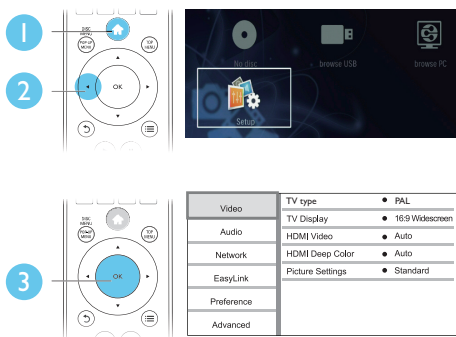 1
DISC MENU
POP-UP MENU
TOP MENU
2
OK
No disc
browse USB
browse PC
Setup
DISC MENU
POP-UP MENU
TOP MENU
3
OK
Video
Audio
Network
EasyLink
Preference
Advanced
TV type ● PAL
TV Display ● 16:9 Widescreen
HDMI Video ● Auto
HDMI Deep Color ● Auto
Picture Settings ● Standard